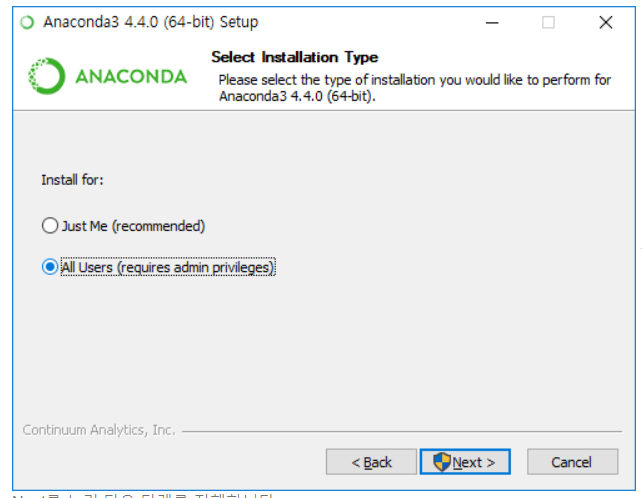 Anaconda3 4.4.0 (64-bit) Setup
ANACONDA
Select Installation Type
Please select the type of installation you would like to perform for
Anaconda3 4.4.0 (64-bit).
Install for:
Just Me (recommended)
All Users (requires admin privileges)
Continuum Analytics, Inc.
< Back
Next >
Cancel